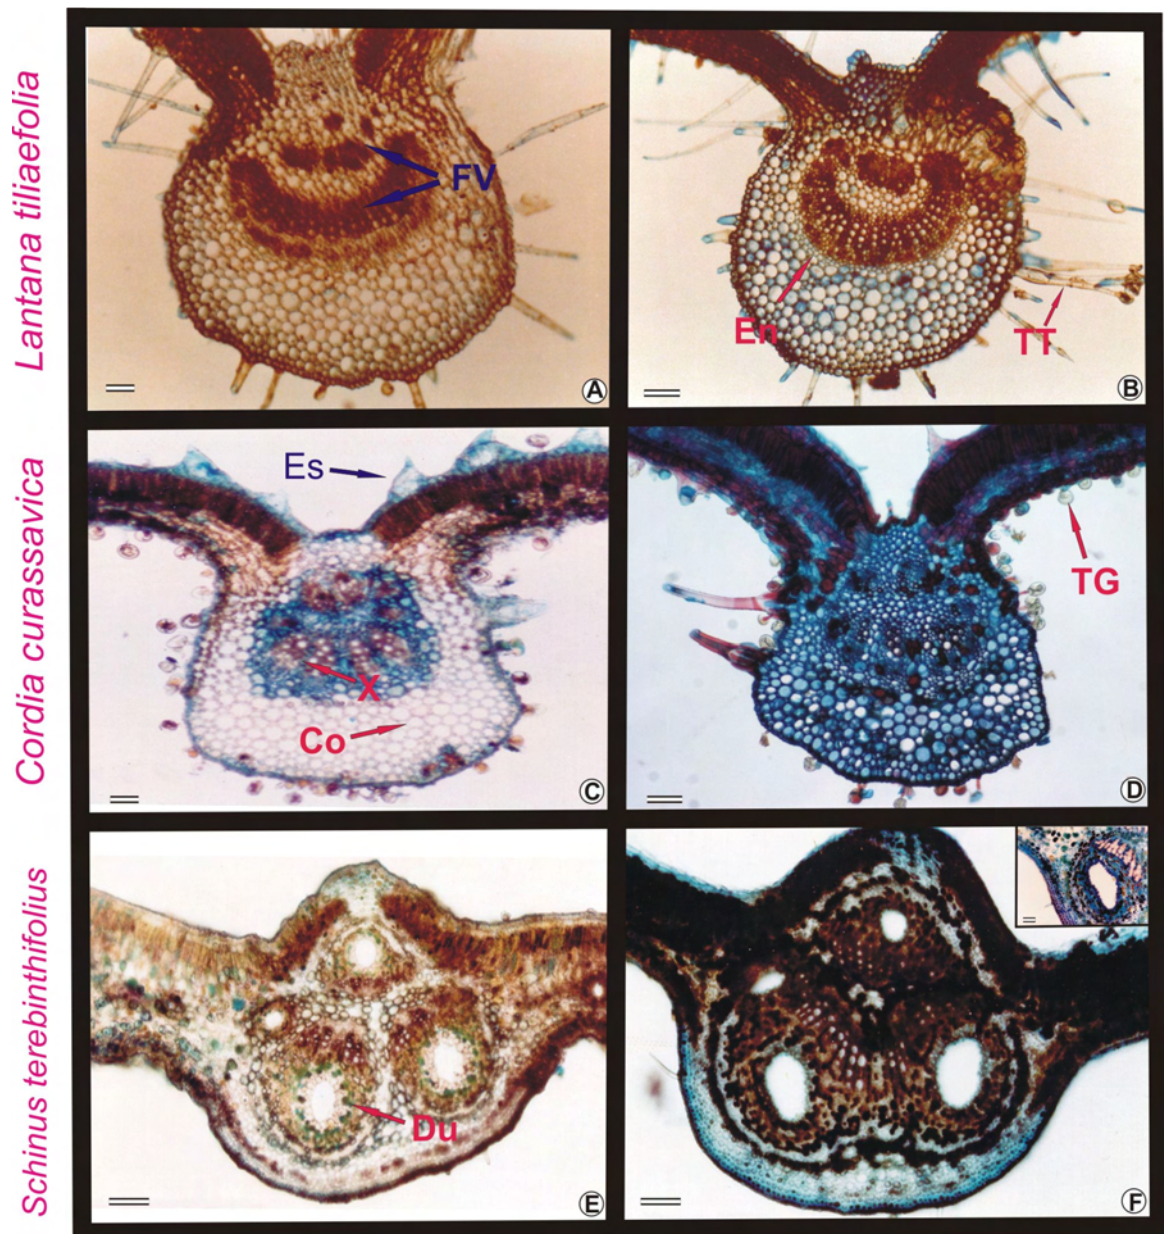 Lantana tiliaefolia
FV
A
En
TT
B
Cordia curassavica
Es
X
Co
C
TG
D
Schinus terebinthifolius
Du
E
F